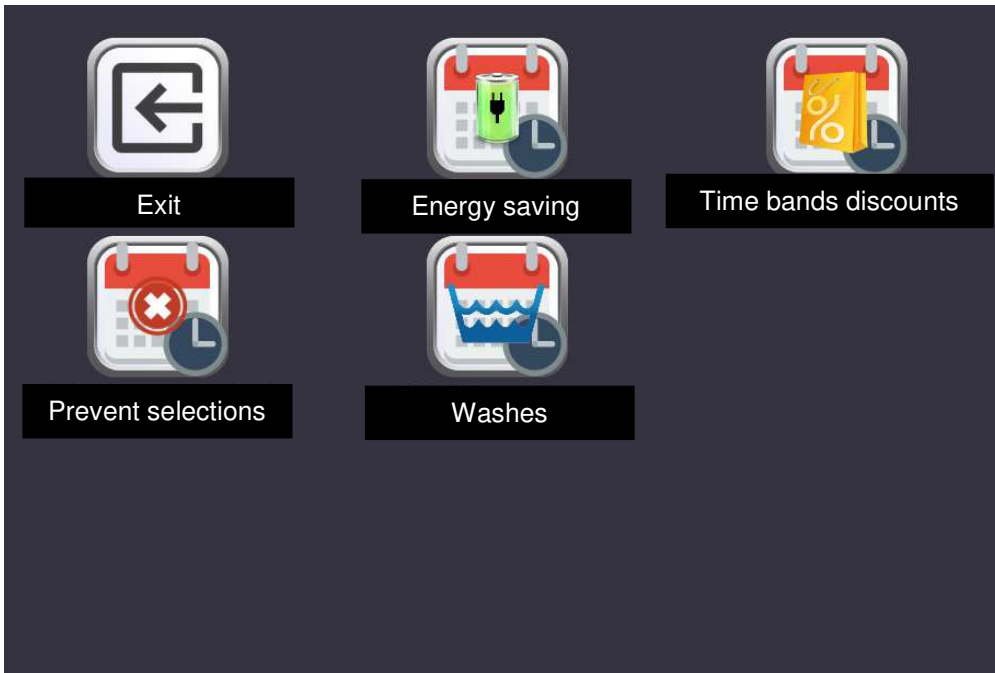 Exit
Energy saving
Time bands discounts
Prevent selections
Washes